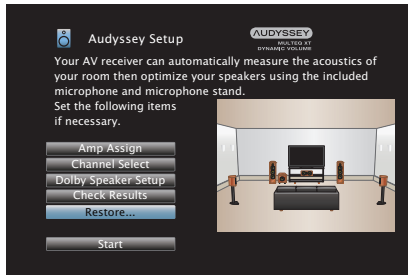 Audyssey Setup
AUDYSSEY
MULTEQ XT
DYNAMIC VOLUME
Your AV receiver can automatically measure the acoustics of
your room then optimize your speakers using the included
microphone and microphone stand.
Set the following items
if necessary.
Amp Assign
Channel Select
Dolby Speaker Setup
Check Results
Restore...
Start